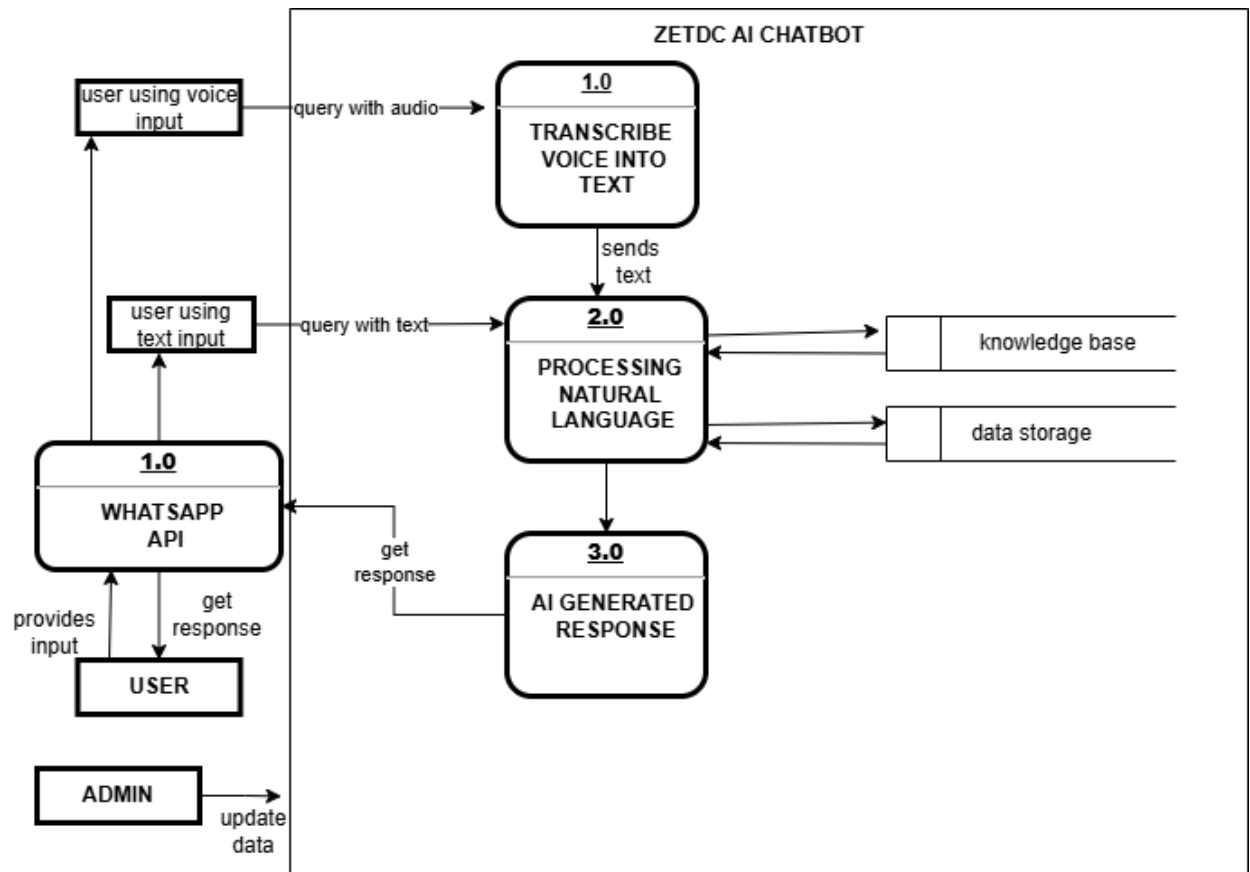 ZETDC AI CHATBOT
user using voice
input
query with audio
1.0
TRANSCRIBE
VOICE INTO
TEXT
sends
text
user using
text input
query with text
2.0
PROCESSING
NATURAL
LANGUAGE
knowledge base
data storage
1.0
WHATSAPP
API
get
response
3.0
AI GENERATED
RESPONSE
provides
input
get
response
USER
ADMIN
update
data